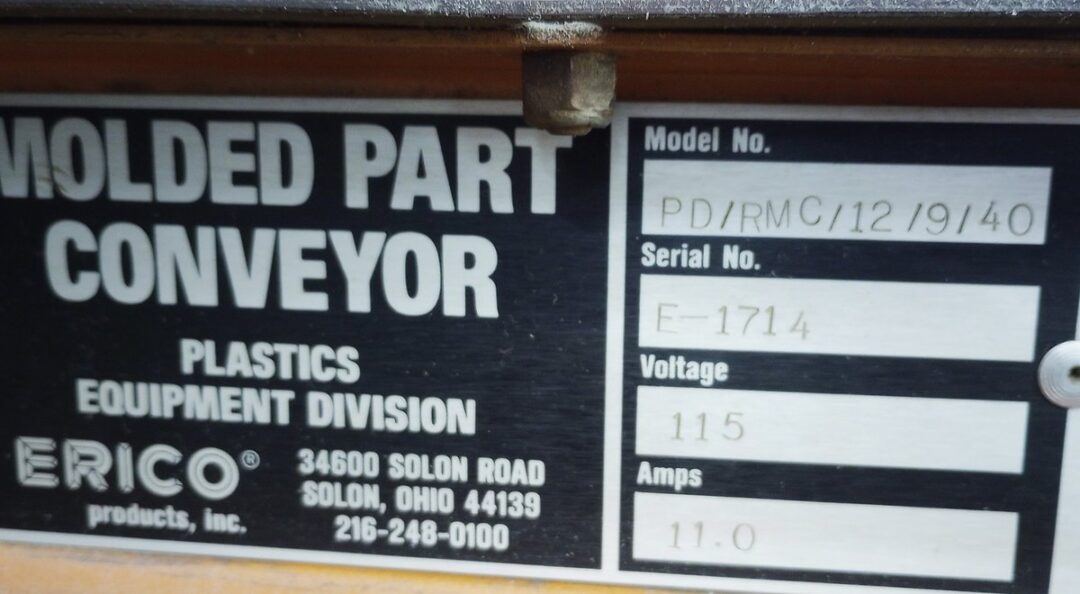 MOLDED PART
CONVEYOR
PLASTICS
EQUIPMENT DIVISION
ERICO®
products, inc.
34600 SOLON ROAD
SOLON, OHIO 44139
216-248-0100
Model No.
PD/RMC/12/9/40
Serial No.
E-1714
Voltage
115
Amps
11.0